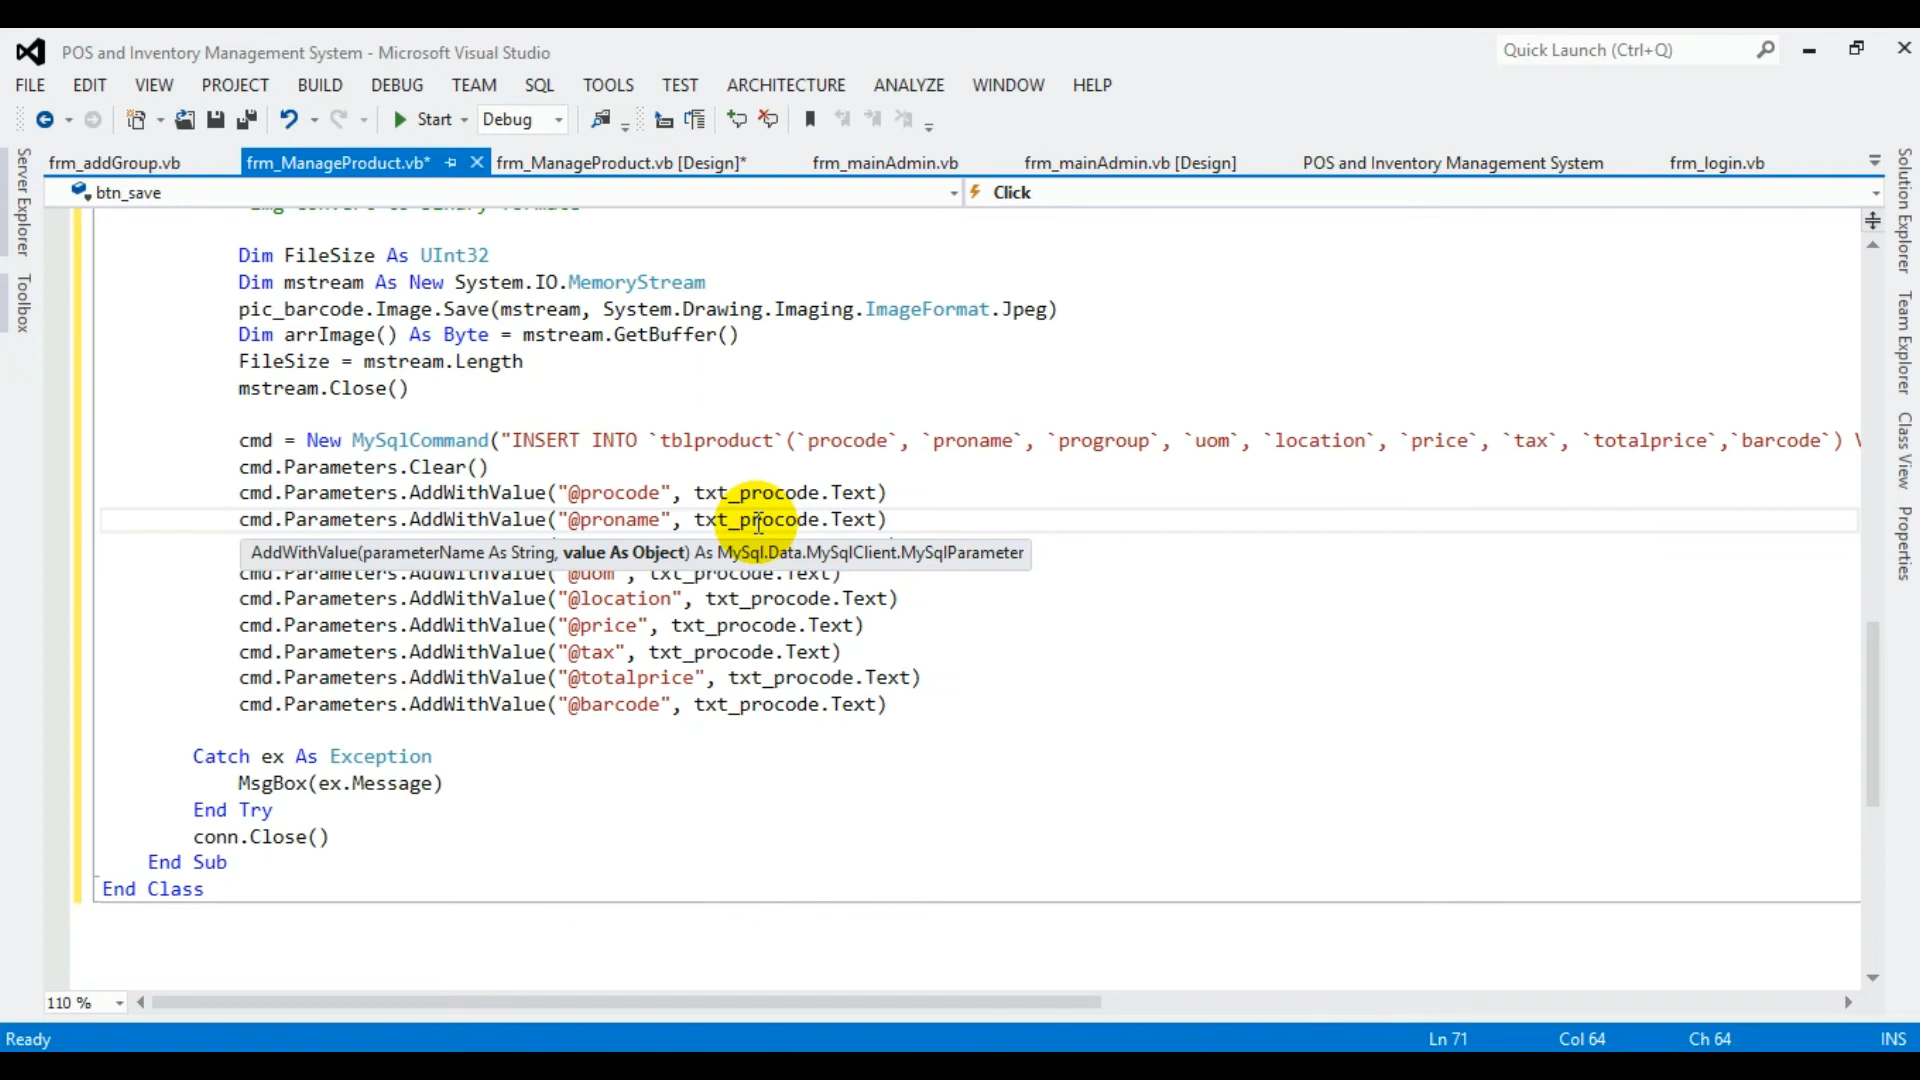 POS and Inventory Management System - Microsoft Visual Studio
Quick Launch (Ctrl+Q)
FILE EDIT VIEW PROJECT BUILD DEBUG TEAM SQL TOOLS TEST ARCHITECTURE ANALYZE WINDOW HELP
Start Debug
frm_addGroup.vb frm_ManageProduct.vb* frm_ManageProduct.vb [Design]* frm_mainAdmin.vb frm_mainAdmin.vb [Design] POS and Inventory Management System frm_login.vb
btn_save Click
Server Explorer
Toolbox
Solution Explorer
Team Explorer
Class View
Properties
Dim FileSize As UInt32
Dim mstream As New System.IO.MemoryStream
pic_barcode.Image.Save(mstream, System.Drawing.Imaging.ImageFormat.Jpeg)
Dim arrImage() As Byte = mstream.GetBuffer()
FileSize = mstream.Length
mstream.Close()
cmd = New MySqlCommand("INSERT INTO `tblproduct`(`procode`, `proname`, `progroup`, `uom`, `location`, `price`, `tax`, `totalprice`,`barcode`)
cmd.Parameters.Clear()
cmd.Parameters.AddWithValue("@procode", txt_procode.Text)
cmd.Parameters.AddWithValue("@proname", txt_procode.Text)
AddWithValue(parameterName As String, value As Object) As MySql.Data.MySqlClient.MySqlParameter
cmd.Parameters.AddWithValue("@uom", txt_procode.Text)
cmd.Parameters.AddWithValue("@location", txt_procode.Text)
cmd.Parameters.AddWithValue("@price", txt_procode.Text)
cmd.Parameters.AddWithValue("@tax", txt_procode.Text)
cmd.Parameters.AddWithValue("@totalprice", txt_procode.Text)
cmd.Parameters.AddWithValue("@barcode", txt_procode.Text)
Catch ex As Exception
MsgBox(ex.Message)
End Try
conn.Close()
End Sub
End Class
110 %
Ready Ln 71 Col 64 Ch 64 INS